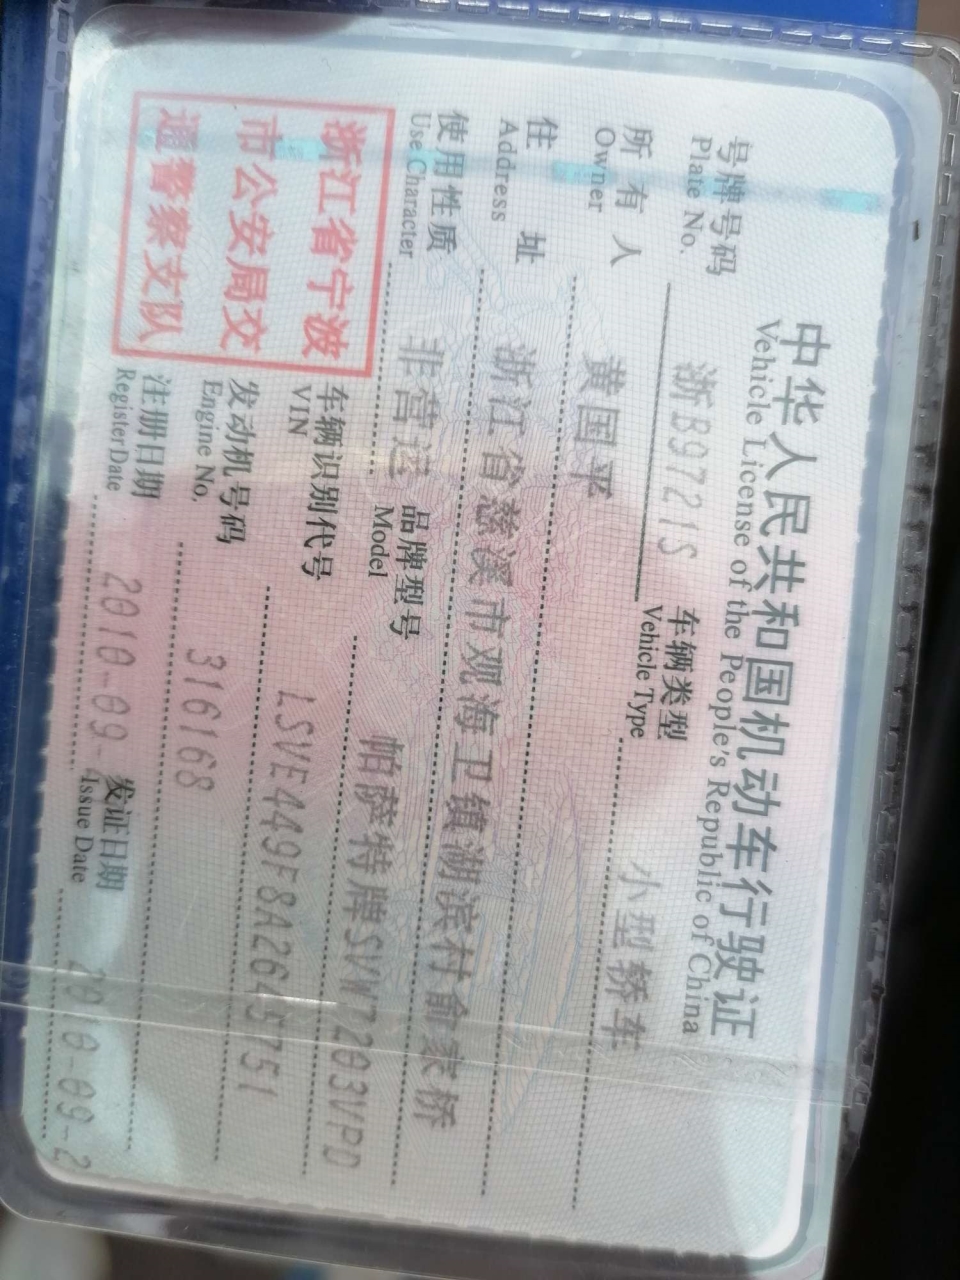 中华人民共和国机动车行驶证
Vehicle License of the People's Republic of China
号牌号码 浙B9721S 车辆类型 小型轿车
Plate No. Vehicle Type
所有人 黄国平
Owner
住址 浙江省慈溪市观海卫镇湖滨村俞家桥
Address
使用性质 非营运 品牌型号 帕萨特牌SVW7203VPD
Use Character Model
浙江省宁波
市公安局交
通警察支队
车辆识别代号 LSVE449F8A2645751
VIN
发动机号码 316168
Engine No.
注册日期 2010-09- 发证日期 2010-09-2
Register Date Issue Date